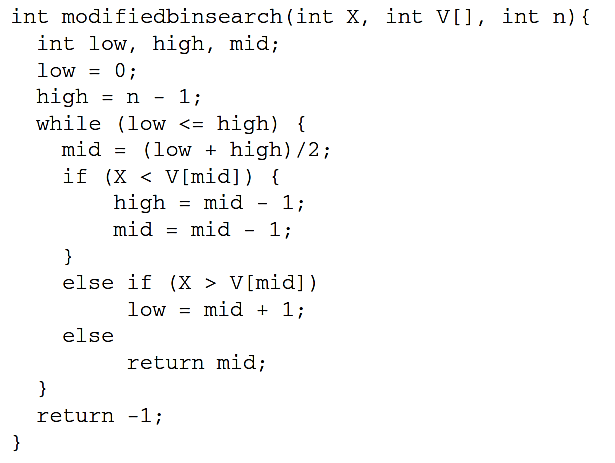 int modifiedbinsearch(int X, int V[], int n){
  int low, high, mid;
  low = 0;
  high = n - 1;
  while (low <= high) {
    mid = (low + high)/2;
    if (X < V[mid]) {
        high = mid - 1;
        mid = mid - 1;
    }
    else if (X > V[mid])
         low = mid + 1;
    else
         return mid;
  }
  return -1;
}